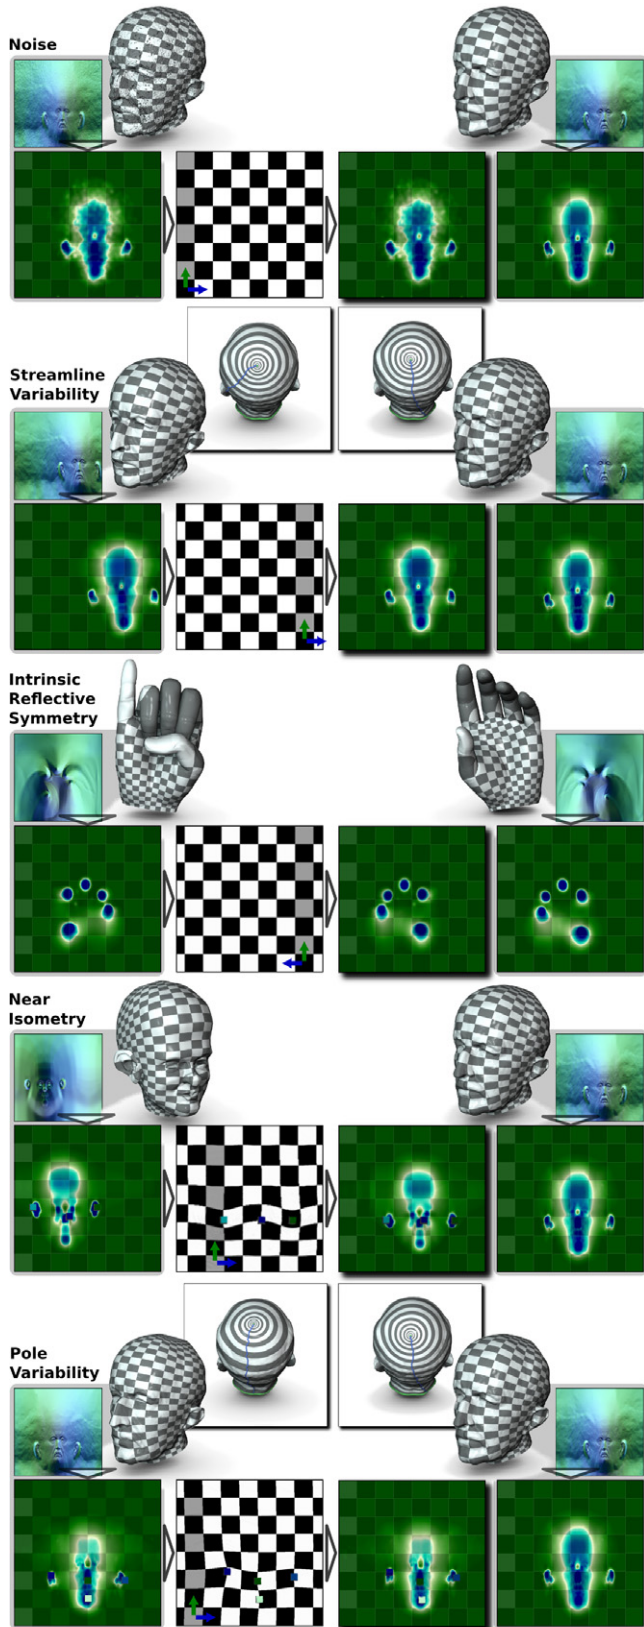 Noise
Streamline
Variability
Intrinsic
Reflective
Symmetry
Near
Isometry
Pole
Variability